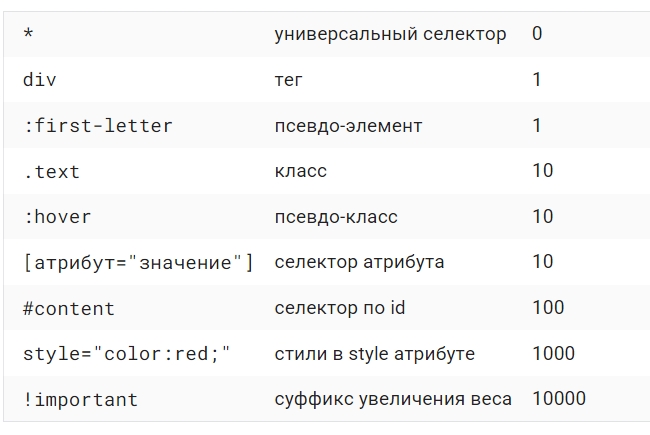 * универсальный селектор 0
div тег 1
:first-letter псевдо-элемент 1
.text класс 10
:hover псевдо-класс 10
[атрибут="значение"] селектор атрибута 10
#content селектор по id 100
style="color:red;" стили в style атрибуте 1000
!important суффикс увеличения веса 10000